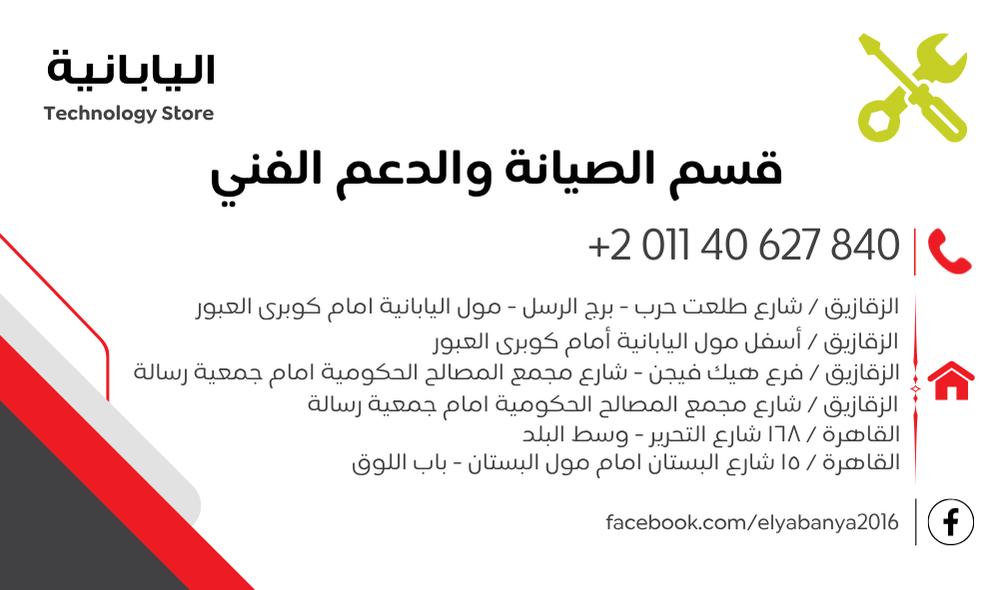 اليابانية
Technology Store
قسم الصيانة والدعم الفني
+2 011 40 627 840
الزقازيق / شارع طلعت حرب - برج الرسل - مول اليابانية امام كوبرى العبور
الزقازيق / أسفل مول اليابانية أمام كوبرى العبور
الزقازيق / فرع هيك فيجن - شارع مجمع المصالح الحكومية امام جمعية رسالة
الزقازيق / شارع مجمع المصالح الحكومية امام جمعية رسالة
القاهرة / ١٦٨ شارع التحرير - وسط البلد
القاهرة / ١٥ شارع البستان امام مول البستان - باب اللوق
facebook.com/elyabanya2016